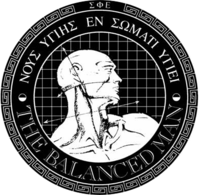 ΣΦΕ
ΝΟΥΣ ΥΓΙΗΣ ΕΝ ΣΩΜΑΤΙ ΥΓΙΕΙ
THE BALANCED MAN